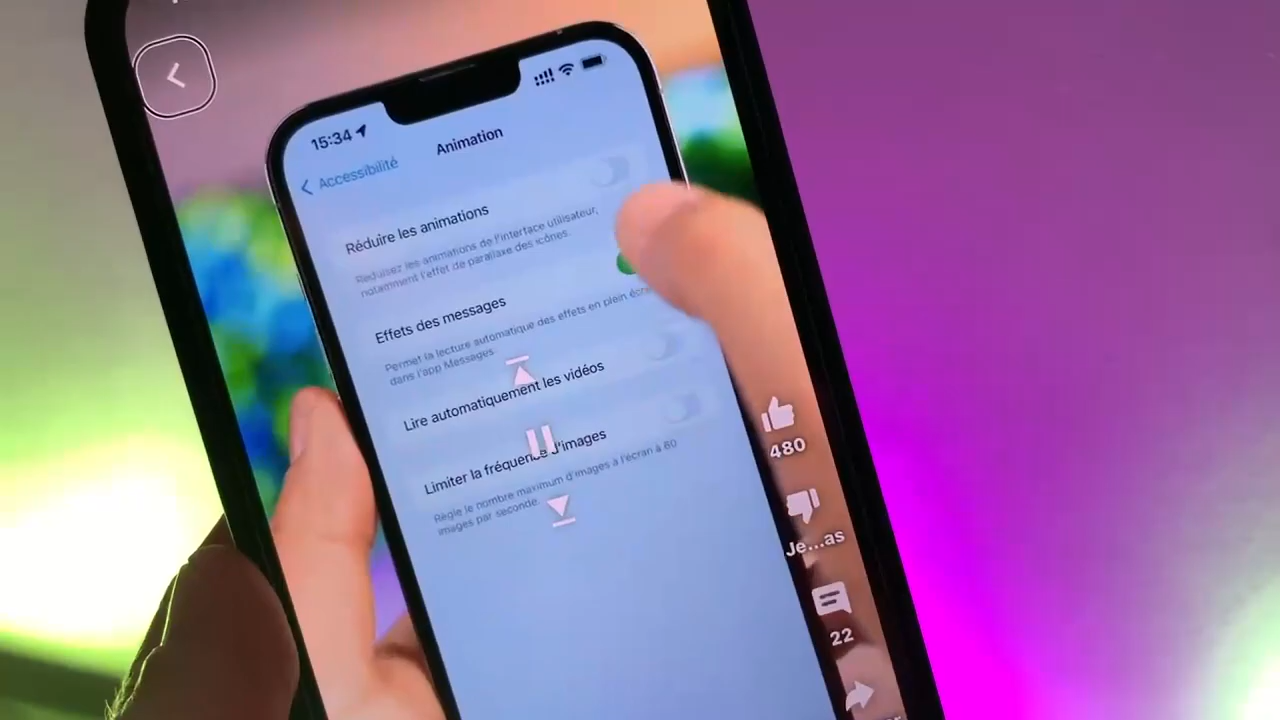 15:34
Accessibilité
Animation
Réduire les animations
Réduisez les animations de l'interface utilisateur,
notamment l'effet de parallaxe des icônes.
Effets des messages
Permet la lecture automatique des effets en plein
dans l'app Messages.
Lire automatiquement les vidéos
Limiter la fréquence d'images
Règle le nombre maximum d'images à l'écran à 60
images par seconde.
480
Je...as
22